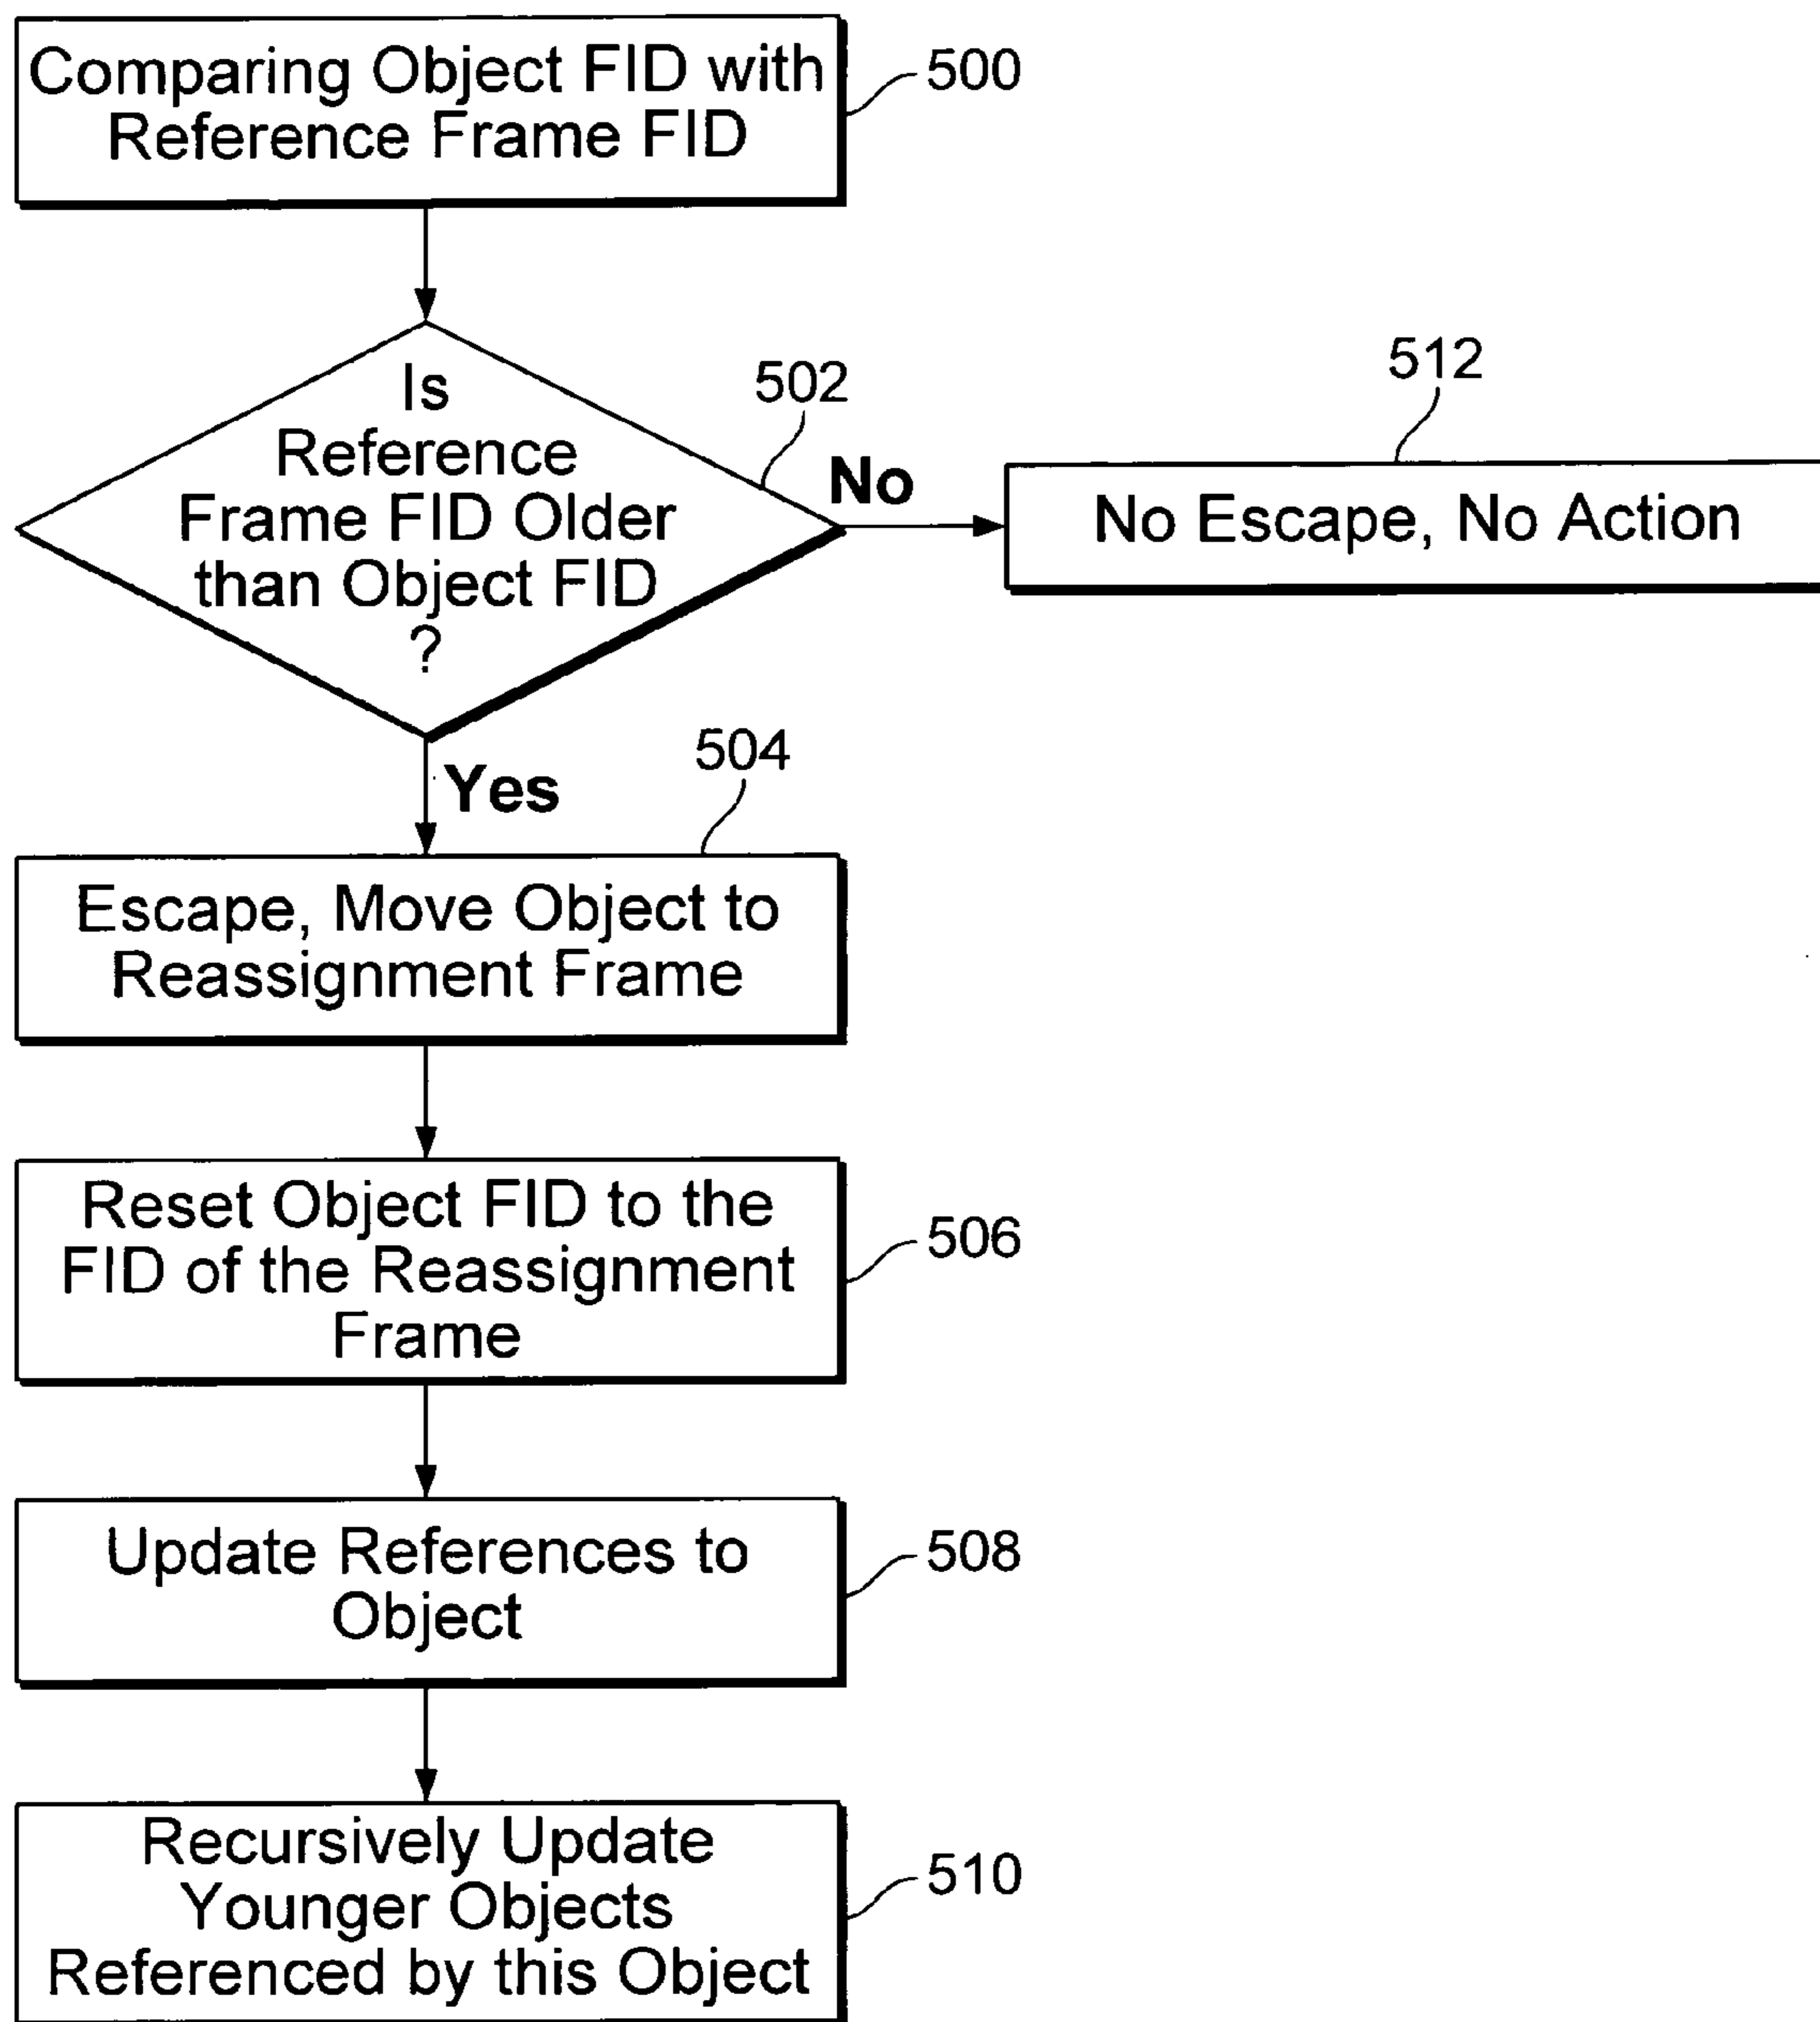 Comparing Object FID with
Reference Frame FID
500
Is
Reference
Frame FID Older
than Object FID
?
502
No
512
No Escape, No Action
Yes
504
Escape, Move Object to
Reassignment Frame
Reset Object FID to the
FID of the Reassignment
Frame
506
Update References to
Object
508
Recursively Update
Younger Objects
Referenced by this Object
510